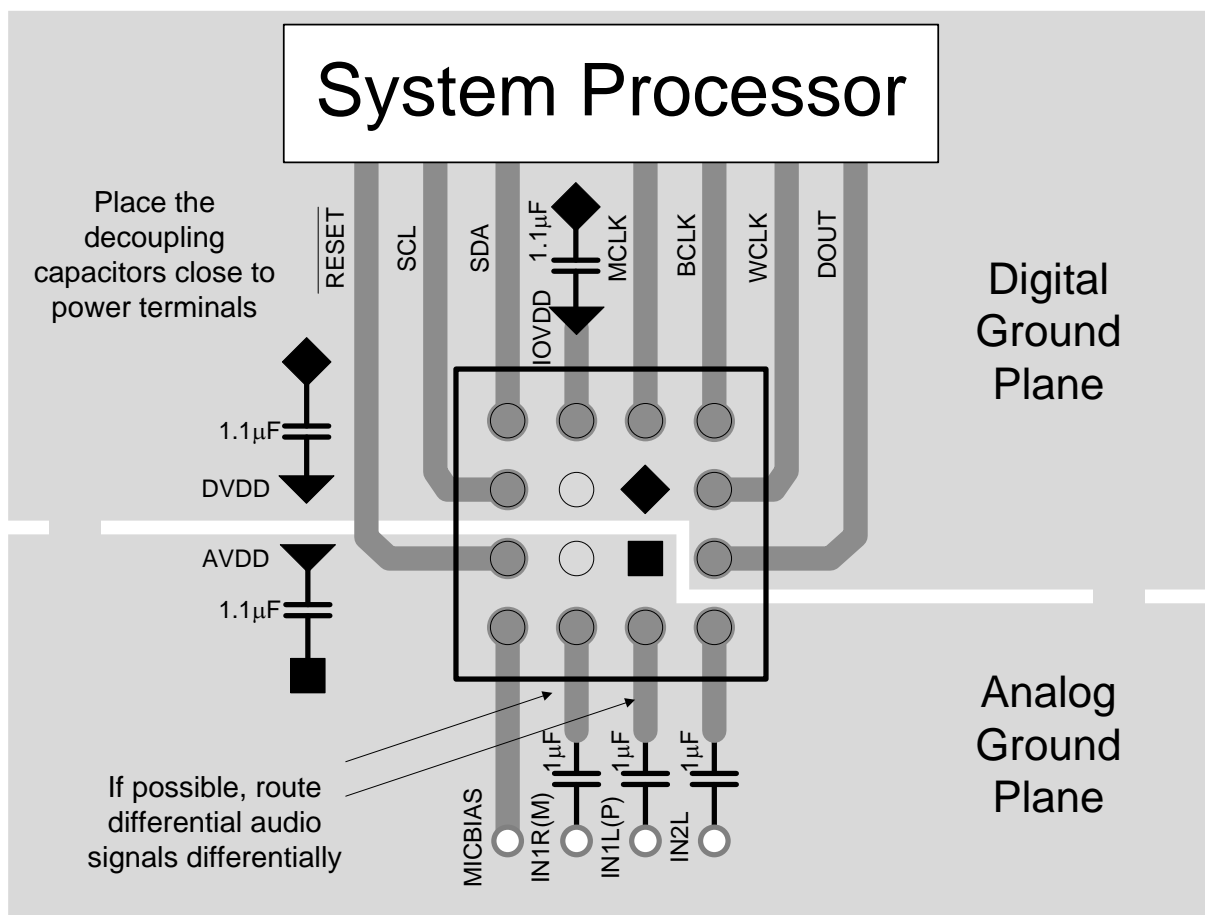 System Processor
Place the
decoupling
capacitors close to
power terminals
RESET
SCL
SDA
1.1µF
IOVDD
MCLK
BCLK
WCLK
DOUT
Digital
Ground
Plane
1.1µF
DVDD
AVDD
1.1µF
Analog
Ground
Plane
If possible, route
differential audio
signals differentially
MICBIAS
1µF
IN1R(M)
1µF
IN1L(P)
1µF
IN2L